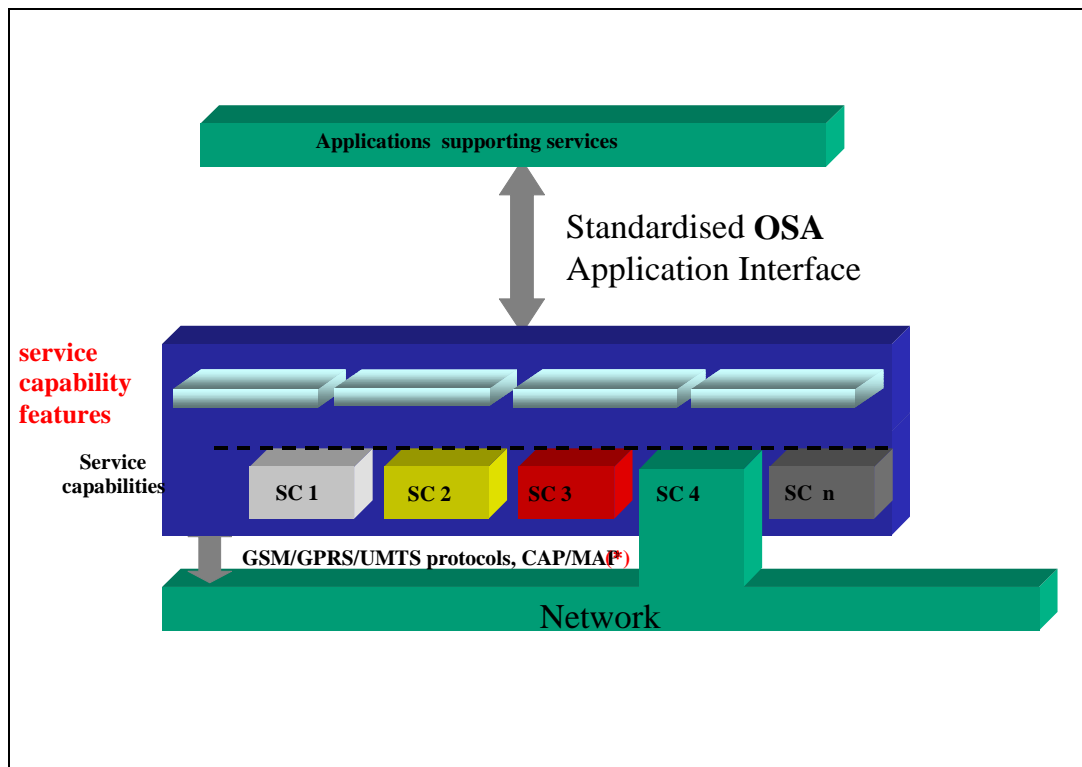 Applications supporting services
Standardised OSA
Application Interface
service
capability
features
Service
capabilities
SC 1
SC 2
SC 3
SC 4
SC n
GSM/GPRS/UMTS protocols, CAP/MAP(*)
Network